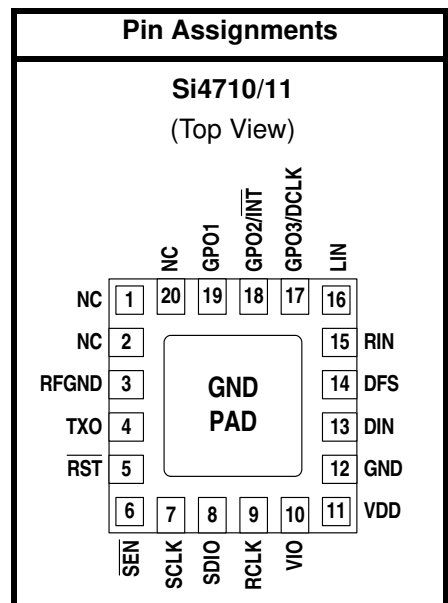 Pin Assignments
Si4710/11
(Top View)
NC
GPO1
GPO2/INT
GPO3/DCLK
LIN
NC 1 20 19 18 17 16
NC 2 15 RIN
RFGND 3 GND 14 DFS
TXO 4 PAD 13 DIN
RST 5 12 GND
6 7 8 9 10 11 VDD
SEN
SCLK
SDIO
RCLK
VIO